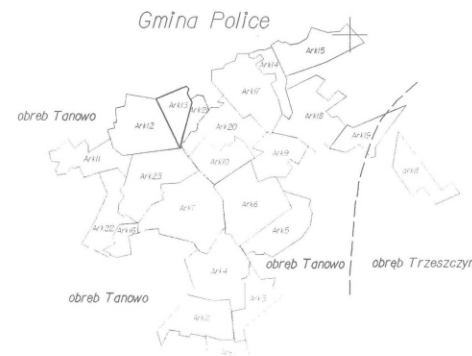 Gmina Police
Ark15
Ark14
Ark17
Ark13
Ark18
obręb Tanowo
Ark12
Ark20
Ark19
Ark11
Ark10
Ark9
Ark23
Ark7
Ark6
Ark22
Ark16
Ark5
obręb Tanowo
obręb Trzeszczyn
Ark4
obręb Tanowo
Ark3
Ark2